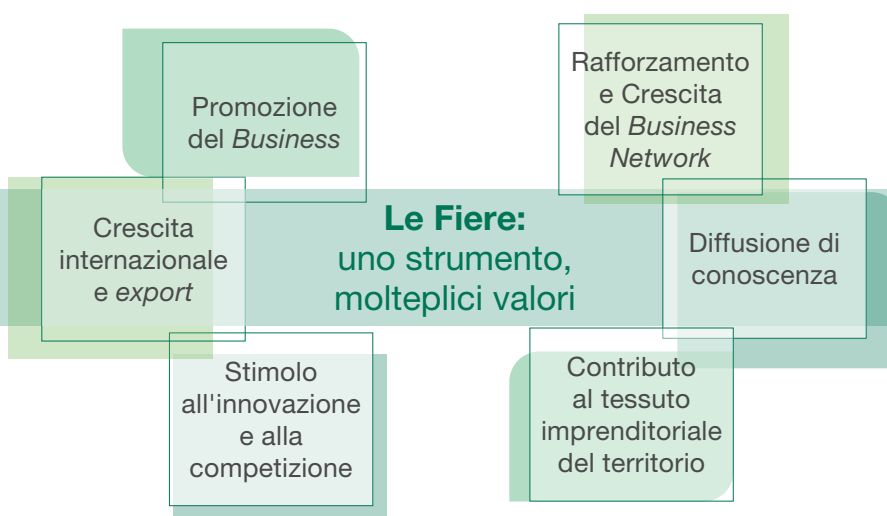 Promozione
del Business
Rafforzamento
e Crescita
del Business
Network
Crescita
internazionale
e export
Le Fiere:
uno strumento,
molteplici valori
Diffusione di
conoscenza
Stimolo
all'innovazione
e alla
competizione
Contributo
al tessuto
imprenditoriale
del territorio